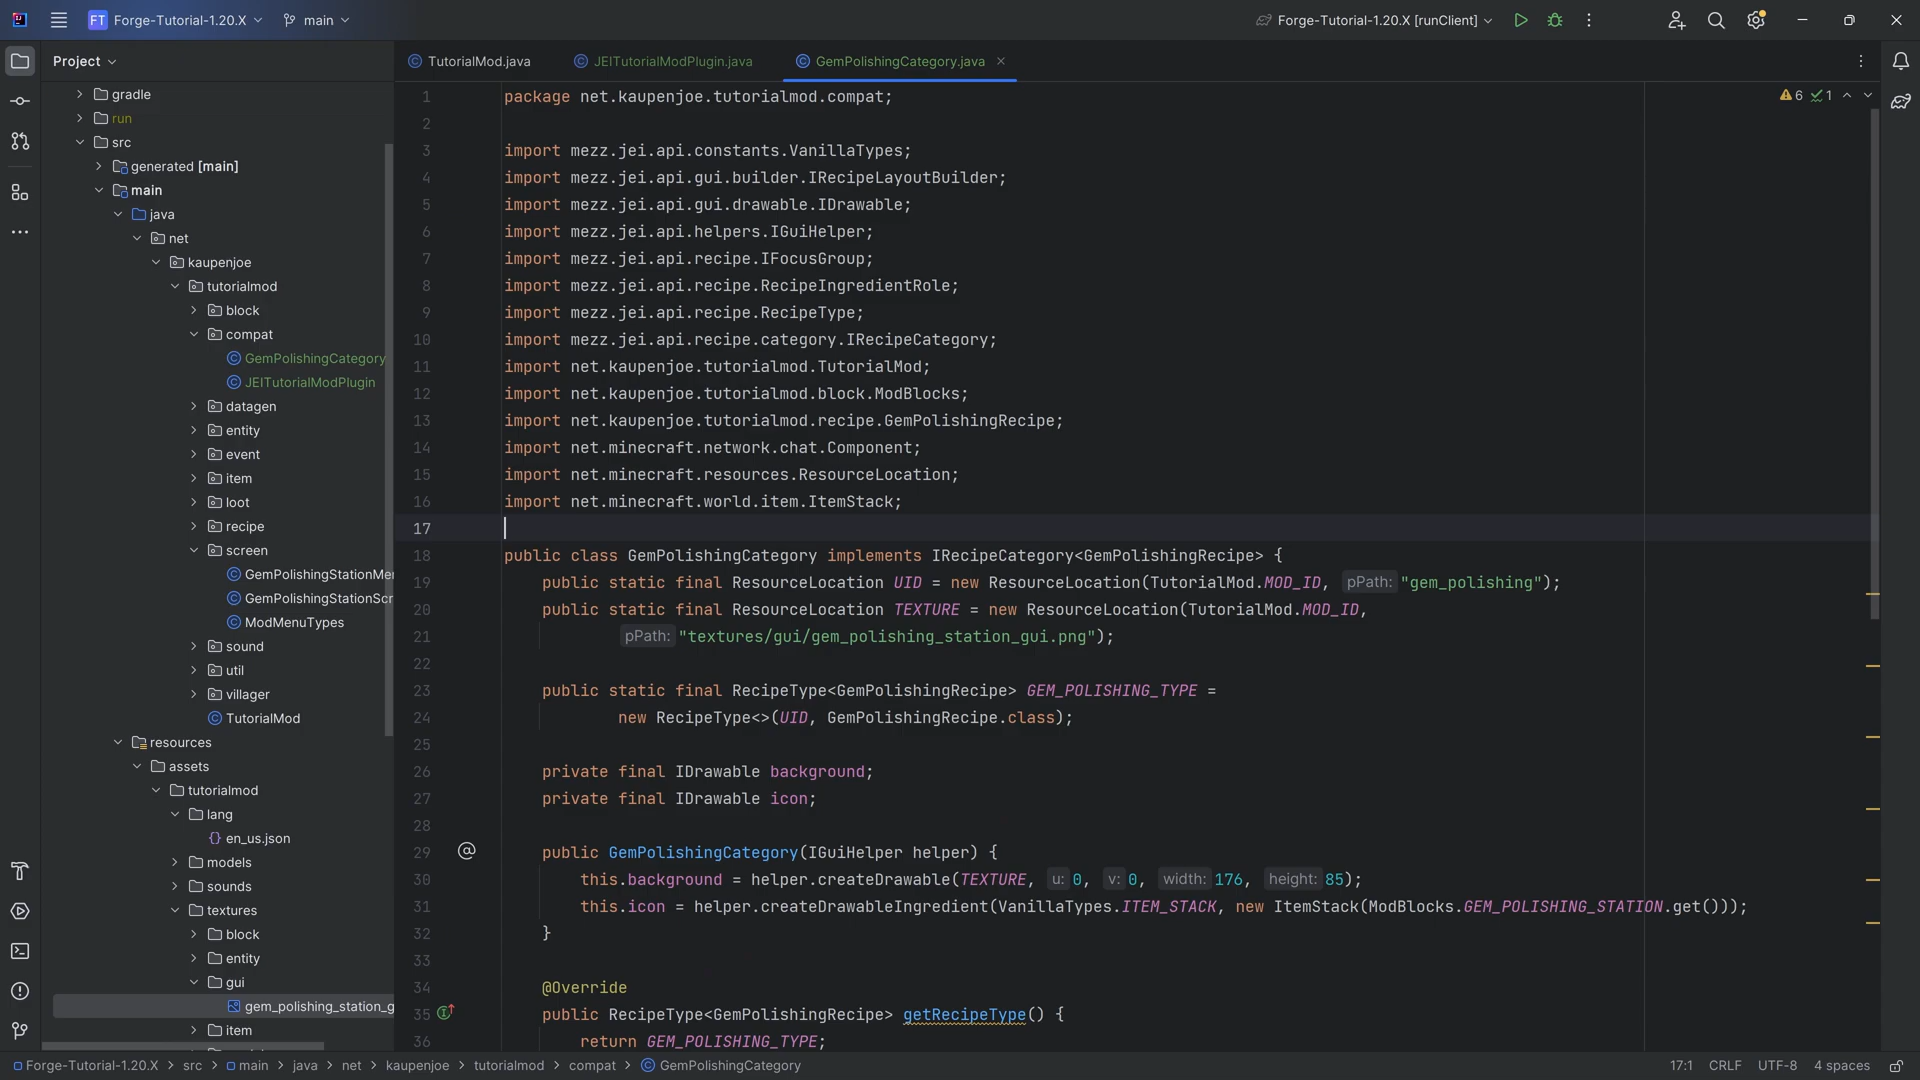 FT Forge-Tutorial-1.20.X main Forge-Tutorial-1.20.X [runClient]
Project
TutorialMod.java JEITutorialModPlugin.java GemPolishingCategory.java
gradle
run
src
generated [main]
main
java
net
kaupenjoe
tutorialmod
block
compat
GemPolishingCategory
JEITutorialModPlugin
datagen
entity
event
item
loot
recipe
screen
GemPolishingStationMe
GemPolishingStationScr
ModMenuTypes
sound
util
villager
TutorialMod
resources
assets
tutorialmod
lang
{} en_us.json
models
sounds
textures
block
entity
gui
gem_polishing_station_g
item
6 1
1 package net.kaupenjoe.tutorialmod.compat;
2
3 import mezz.jei.api.constants.VanillaTypes;
4 import mezz.jei.api.gui.builder.IRecipeLayoutBuilder;
5 import mezz.jei.api.gui.drawable.IDrawable;
6 import mezz.jei.api.helpers.IGuiHelper;
7 import mezz.jei.api.recipe.IFocusGroup;
8 import mezz.jei.api.recipe.RecipeIngredientRole;
9 import mezz.jei.api.recipe.RecipeType;
10 import mezz.jei.api.recipe.category.IRecipeCategory;
11 import net.kaupenjoe.tutorialmod.TutorialMod;
12 import net.kaupenjoe.tutorialmod.block.ModBlocks;
13 import net.kaupenjoe.tutorialmod.recipe.GemPolishingRecipe;
14 import net.minecraft.network.chat.Component;
15 import net.minecraft.resources.ResourceLocation;
16 import net.minecraft.world.item.ItemStack;
17
18 public class GemPolishingCategory implements IRecipeCategory<GemPolishingRecipe> {
19 public static final ResourceLocation UID = new ResourceLocation(TutorialMod.MOD_ID, pPath: "gem_polishing");
20 public static final ResourceLocation TEXTURE = new ResourceLocation(TutorialMod.MOD_ID,
21 pPath: "textures/gui/gem_polishing_station_gui.png");
22
23 public static final RecipeType<GemPolishingRecipe> GEM_POLISHING_TYPE =
24 new RecipeType<>(UID, GemPolishingRecipe.class);
25
26 private final IDrawable background;
27 private final IDrawable icon;
28
29 @ public GemPolishingCategory(IGuiHelper helper) {
30 this.background = helper.createDrawable(TEXTURE, u: 0, v: 0, width: 176, height: 85);
31 this.icon = helper.createDrawableIngredient(VanillaTypes.ITEM_STACK, new ItemStack(ModBlocks.GEM_POLISHING_STATION.get()));
32 }
33
34 @Override
35 public RecipeType<GemPolishingRecipe> getRecipeType() {
36 return GEM_POLISHING_TYPE;
Forge-Tutorial-1.20.X > src > main > java > net > kaupenjoe > tutorialmod > compat > GemPolishingCategory 17:1 CRLF UTF-8 4 spaces